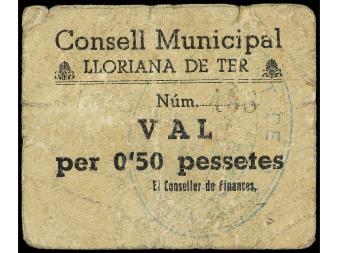 Consell Municipal
LLORIANA DE TER
Núm.
VAL
per 0'50 pessetes
El Conseller de Finances,